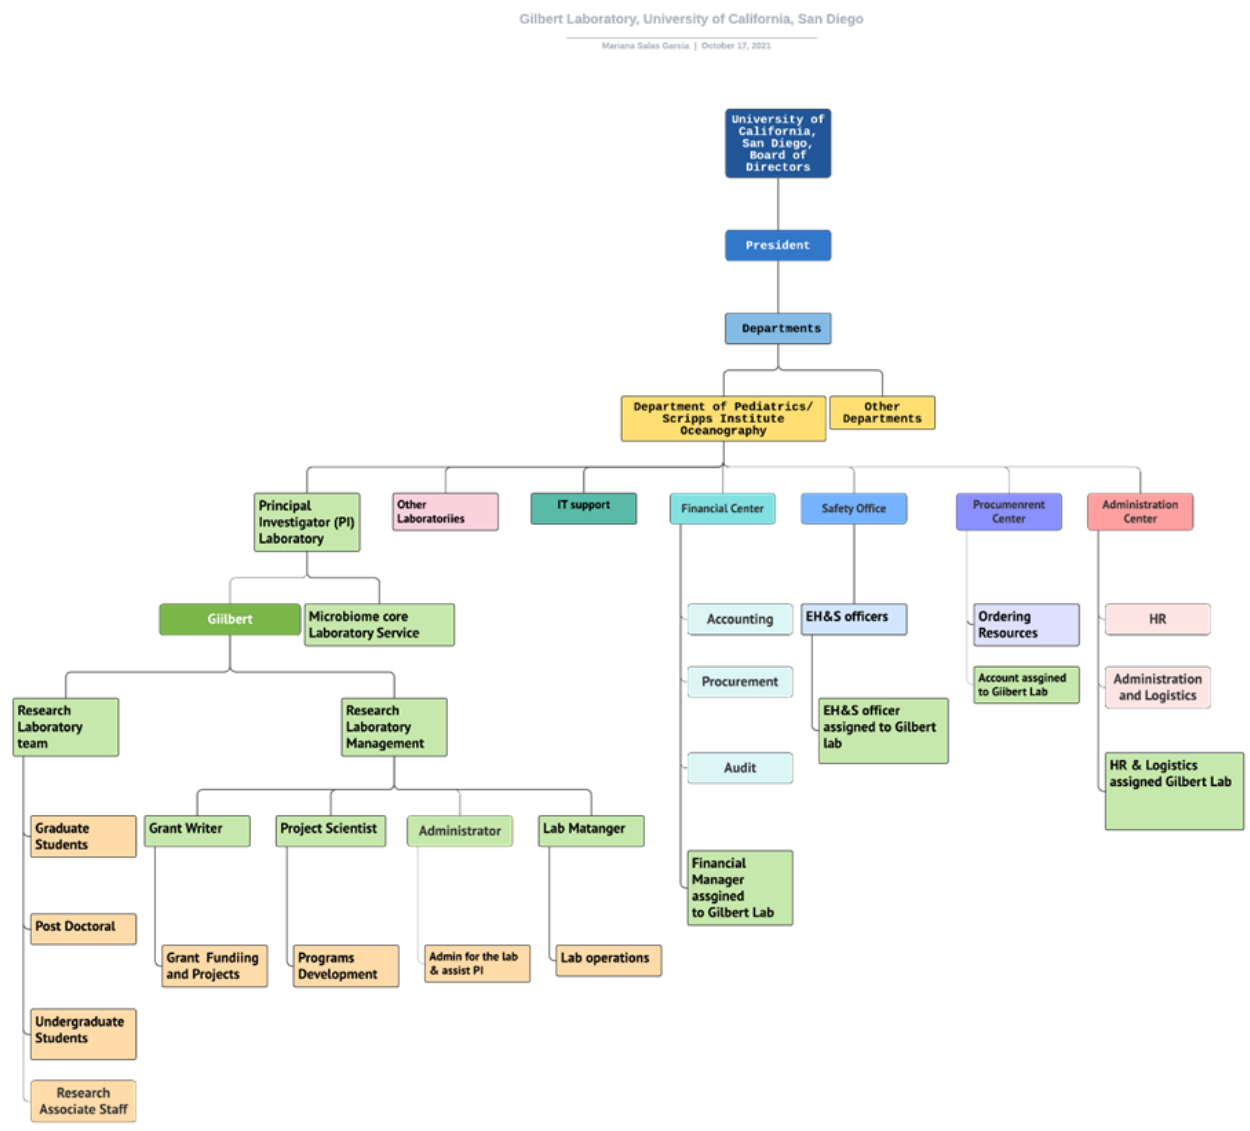 Gilbert Laboratory, University of California, San Diego
Mariana Salas Garcia | October 17, 2021
University of
California,
San Diego,
Board of
Directors
President
Departments
Department of Pediatrics/
Scripps Institute
Oceanography
Other
Departments
Principal
Investigator (PI)
Laboratory
Other
Laboratoriies
IT support
Financial Center
Safety Office
Procumenrent
Center
Administration
Center
Giilbert
Microbiome core
Laboratory Service
Accounting
EH&S officers
Ordering
Resources
HR
Procurement
Account assgined
to Giibert Lab
Administration
and Logistics
Research
Laboratory
team
Research
Laboratory
Management
EH&S officer
assigned to Gilbert
lab
Audit
HR & Logistics
assigned Gilbert Lab
Graduate
Students
Grant Writer
Project Scientist
Administrator
Lab Matanger
Financial
Manager
assgined
to Gilbert Lab
Post Doctoral
Grant Fundiing
and Projects
Programs
Development
Admin for the lab
& assist PI
Lab operations
Undergraduate
Students
Research
Associate Staff